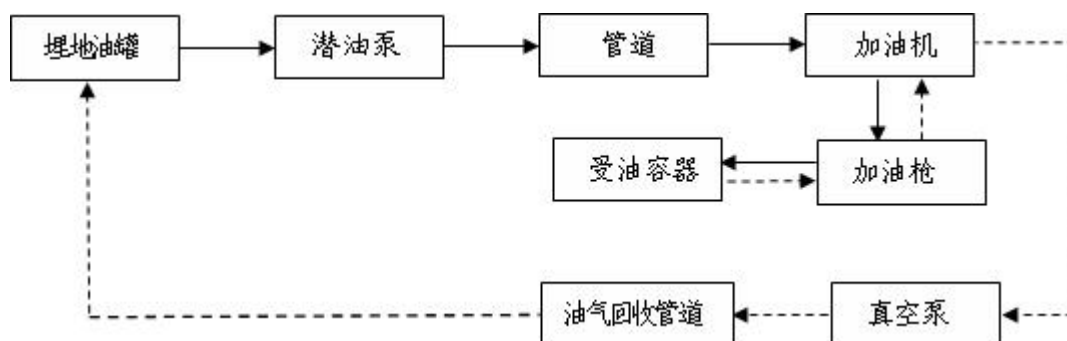 埋地油罐
潜油泵
管道
加油机
受油容器
加油枪
油气回收管道
真空泵